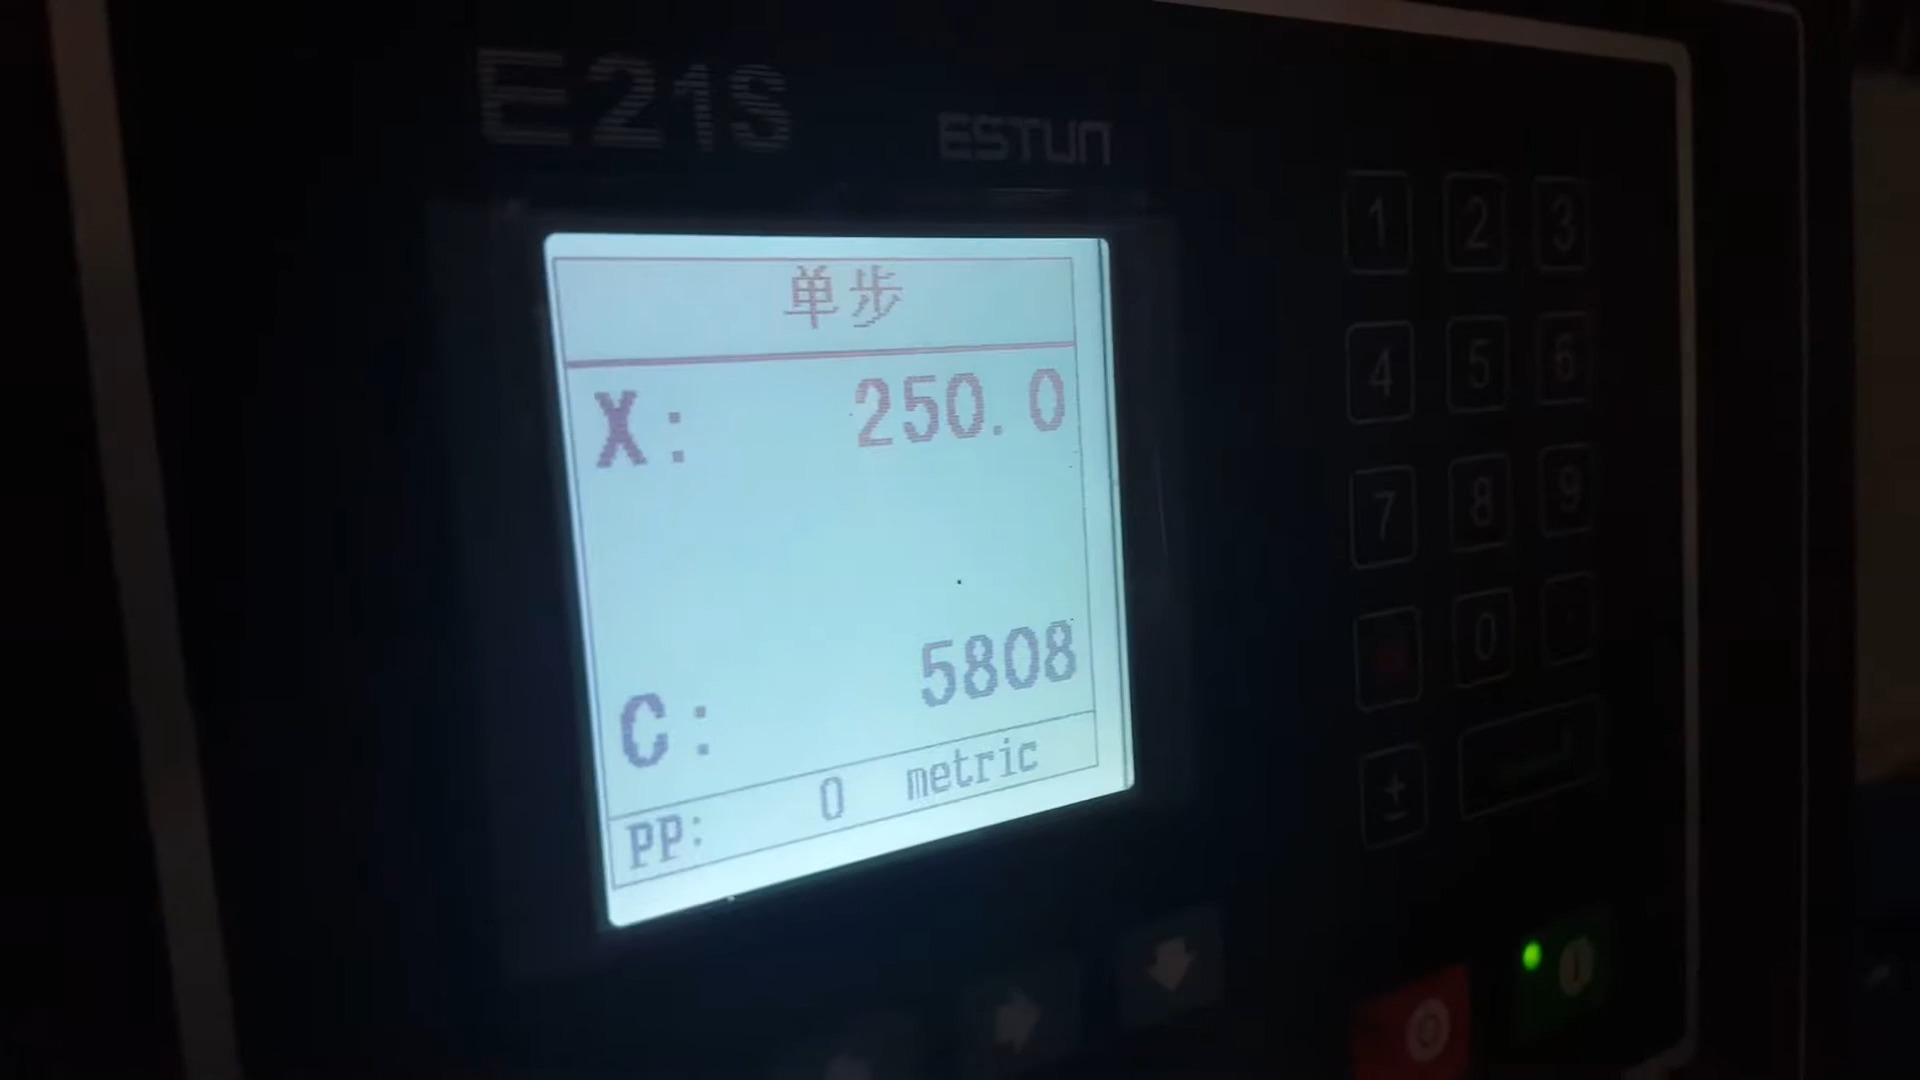 E21S
ESTUN
单步
X: 250.0
C: 5808
PP: 0 metric
1 2 3
4 5 6
7 8 9
0
±